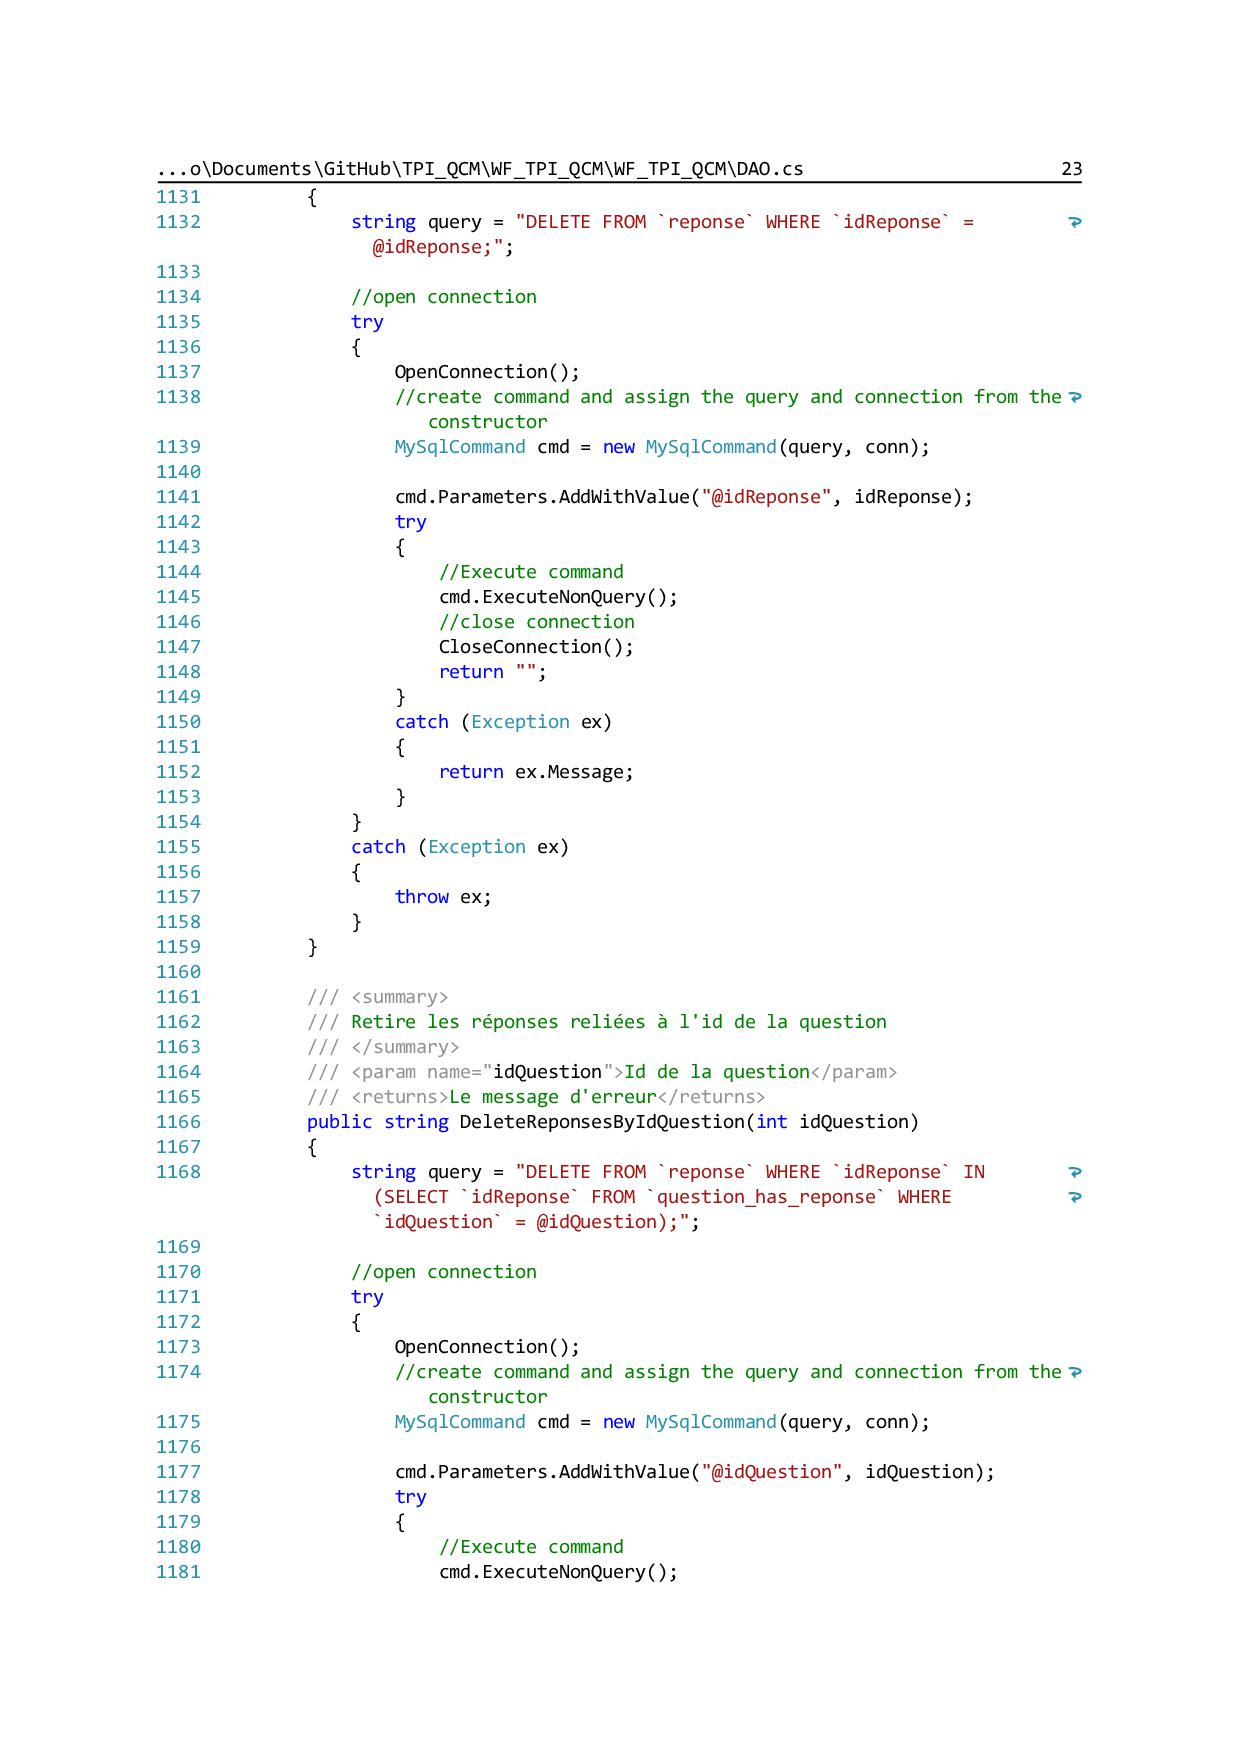 ...o\Documents\GitHub\TPI_QCM\WF_TPI_QCM\WF_TPI_QCM\DAO.cs 23
1131 {
1132 string query = "DELETE FROM `reponse` WHERE `idReponse` =
@idReponse;";
1133
1134 //open connection
1135 try
1136 {
1137 OpenConnection();
1138 //create command and assign the query and connection from the
constructor
1139 MySqlCommand cmd = new MySqlCommand(query, conn);
1140
1141 cmd.Parameters.AddWithValue("@idReponse", idReponse);
1142 try
1143 {
1144 //Execute command
1145 cmd.ExecuteNonQuery();
1146 //close connection
1147 CloseConnection();
1148 return "";
1149 }
1150 catch (Exception ex)
1151 {
1152 return ex.Message;
1153 }
1154 }
1155 catch (Exception ex)
1156 {
1157 throw ex;
1158 }
1159 }
1160
1161 /// <summary>
1162 /// Retire les réponses reliées à l'id de la question
1163 /// </summary>
1164 /// <param name="idQuestion">Id de la question</param>
1165 /// <returns>Le message d'erreur</returns>
1166 public string DeleteReponsesByIdQuestion(int idQuestion)
1167 {
1168 string query = "DELETE FROM `reponse` WHERE `idReponse` IN
(SELECT `idReponse` FROM `question_has_reponse` WHERE
`idQuestion` = @idQuestion);";
1169
1170 //open connection
1171 try
1172 {
1173 OpenConnection();
1174 //create command and assign the query and connection from the
constructor
1175 MySqlCommand cmd = new MySqlCommand(query, conn);
1176
1177 cmd.Parameters.AddWithValue("@idQuestion", idQuestion);
1178 try
1179 {
1180 //Execute command
1181 cmd.ExecuteNonQuery();